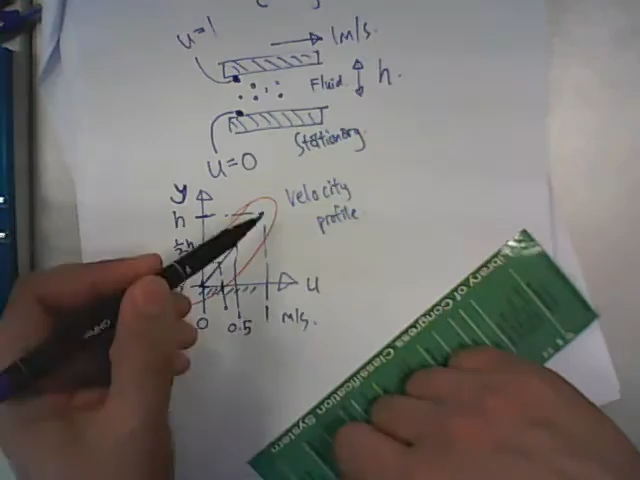 u=1
1m/s.
Fluid
h.
Stationary
u=0
y
velocity
profile
h
½h
u
0
0.5
1
m/s.
Library of Congress Classification
System